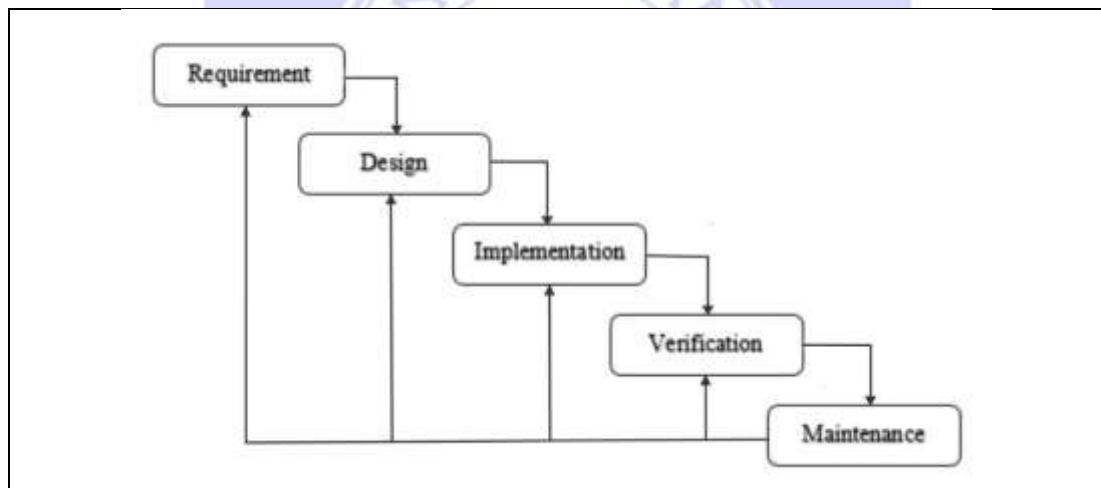 Requirement
Design
Implementation
Verification
Maintenance